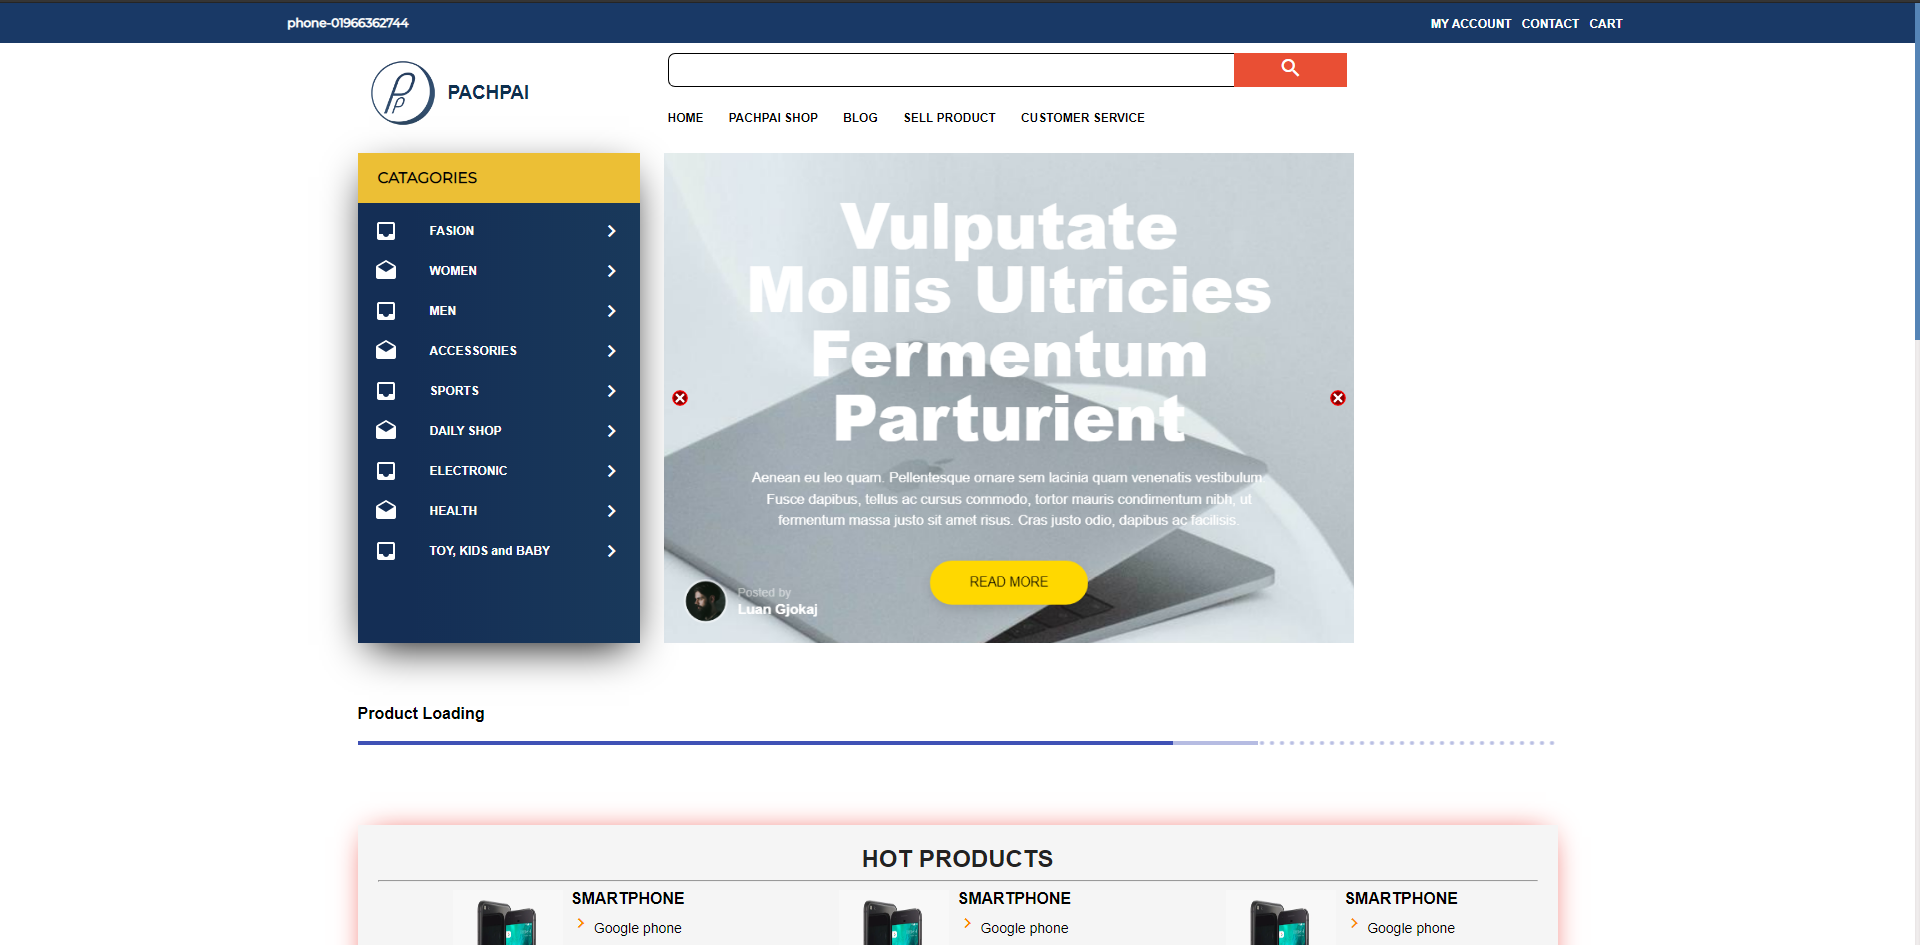 phone-01966362744
MY ACCOUNT CONTACT CART
PACHPAI
HOME PACHPAI SHOP BLOG SELL PRODUCT CUSTOMER SERVICE
CATAGORIES
FASION
WOMEN
MEN
ACCESSORIES
SPORTS
DAILY SHOP
ELECTRONIC
HEALTH
TOY, KIDS and BABY
Vulputate
Mollis Ultricies
Fermentum
Parturient
Aenean eu leo quam. Pellentesque ornare sem lacinia quam venenatis vestibulum.
Fusce dapibus, tellus ac cursus commodo, tortor mauris condimentum nibh, ut
fermentum massa justo sit amet risus. Cras justo odio, dapibus ac facilisis.
READ MORE
Posted by
Luan Gjokaj
Product Loading
HOT PRODUCTS
SMARTPHONE
Google phone
SMARTPHONE
Google phone
SMARTPHONE
Google phone